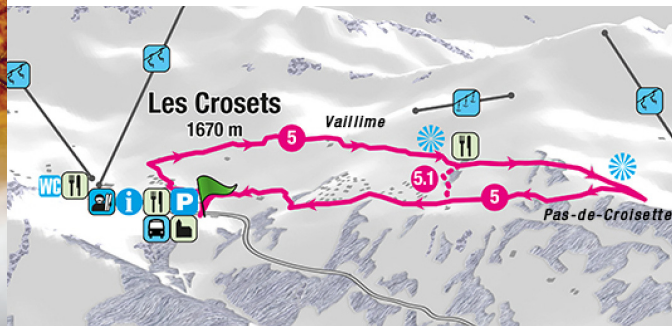 Les Crosets
1670 m
Vaillime
5
5.1
5
WC
i
P
Pas-de-Croisette